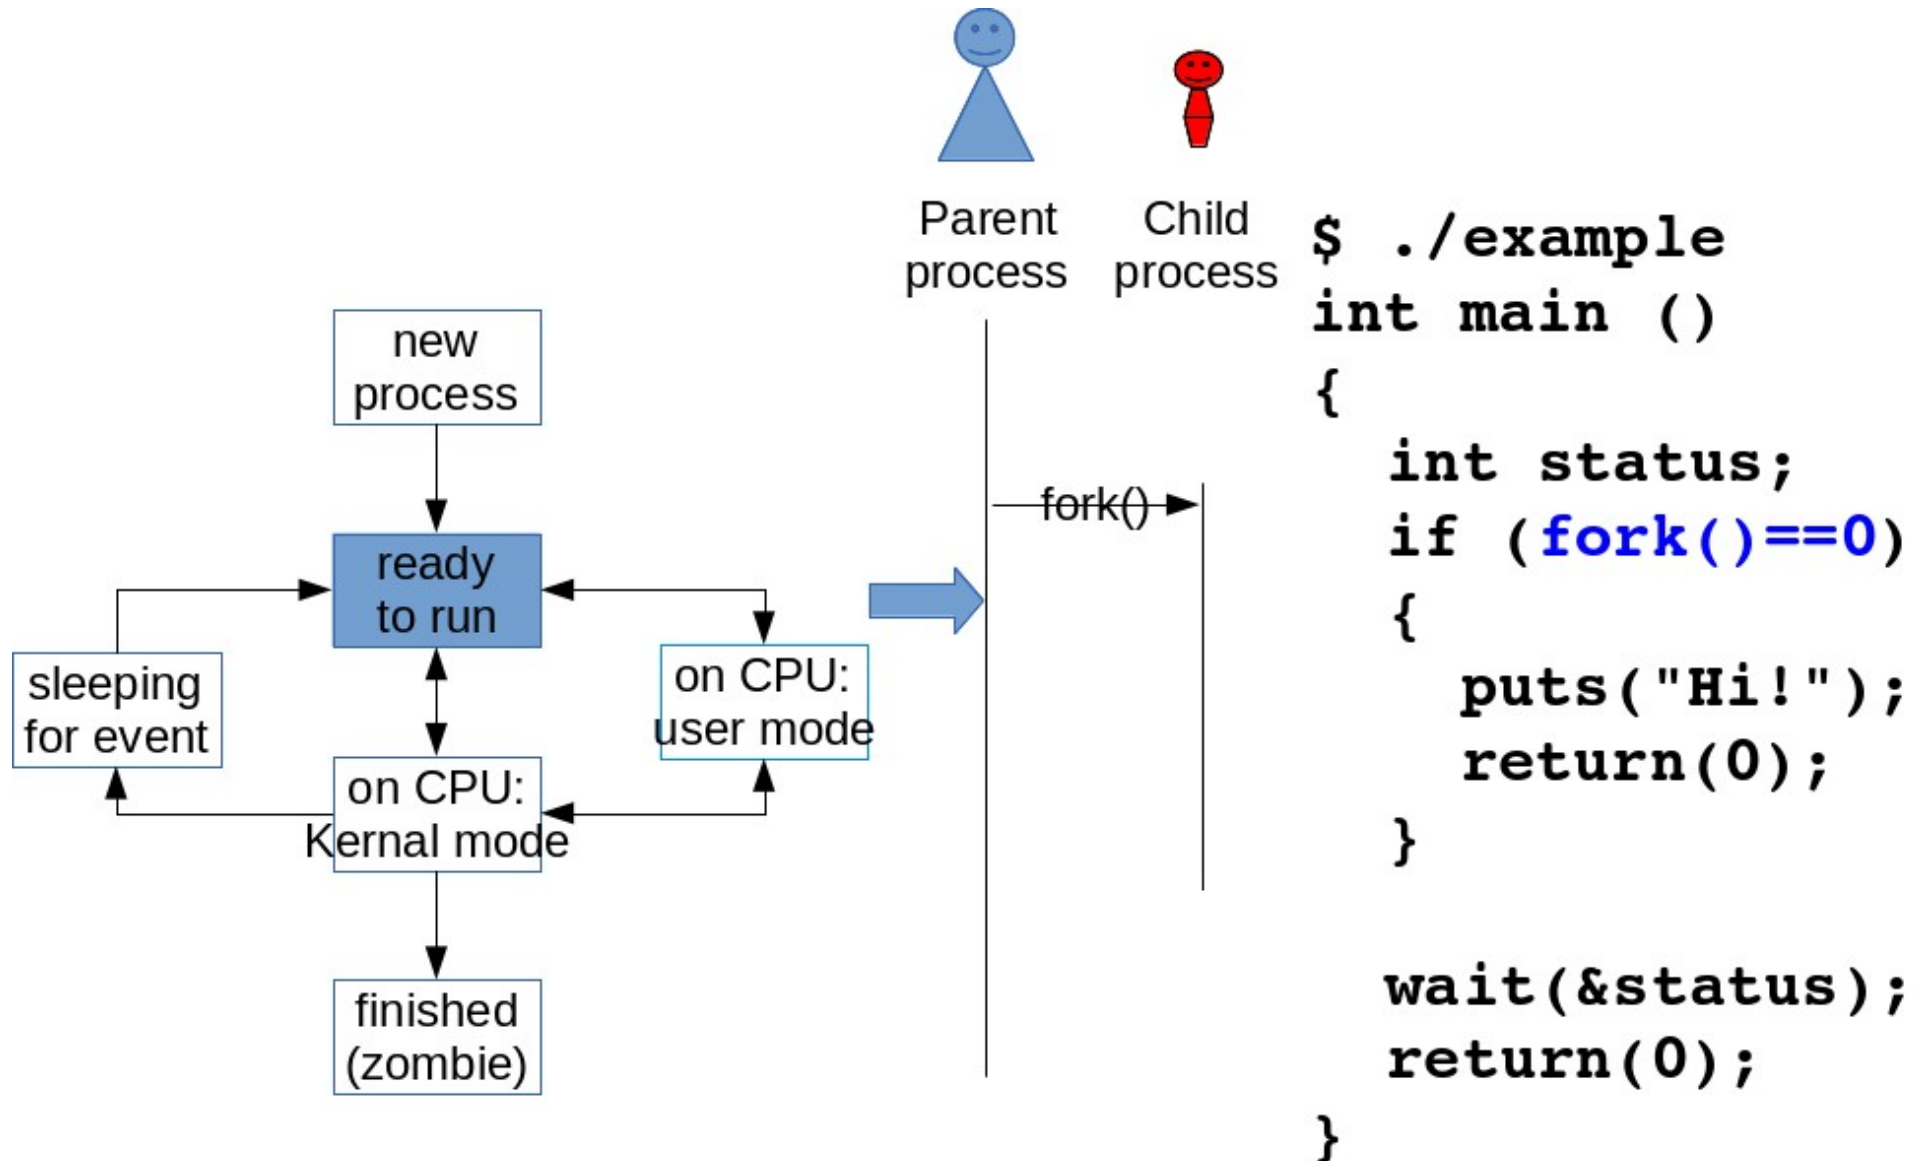 Parent
process
Child
process
new
process
ready
to run
sleeping
for event
on CPU:
user mode
on CPU:
Kernal mode
finished
(zombie)
fork()
$ ./example
int main ()
{
int status;
if (fork()==0)
{
puts("Hi!");
return(0);
}
wait(&status);
return(0);
}